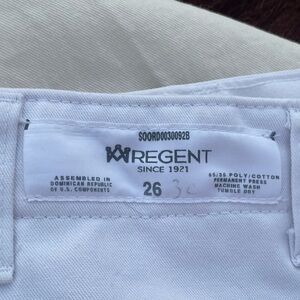 SOORD0030092B
REGENT
SINCE 1921
ASSEMBLED IN
DOMINICAN REPUBLIC
OF U.S. COMPONENTS
26
65/35 POLY/COTTON
PERMANENT PRESS
MACHINE WASH
TUMBLE DRY